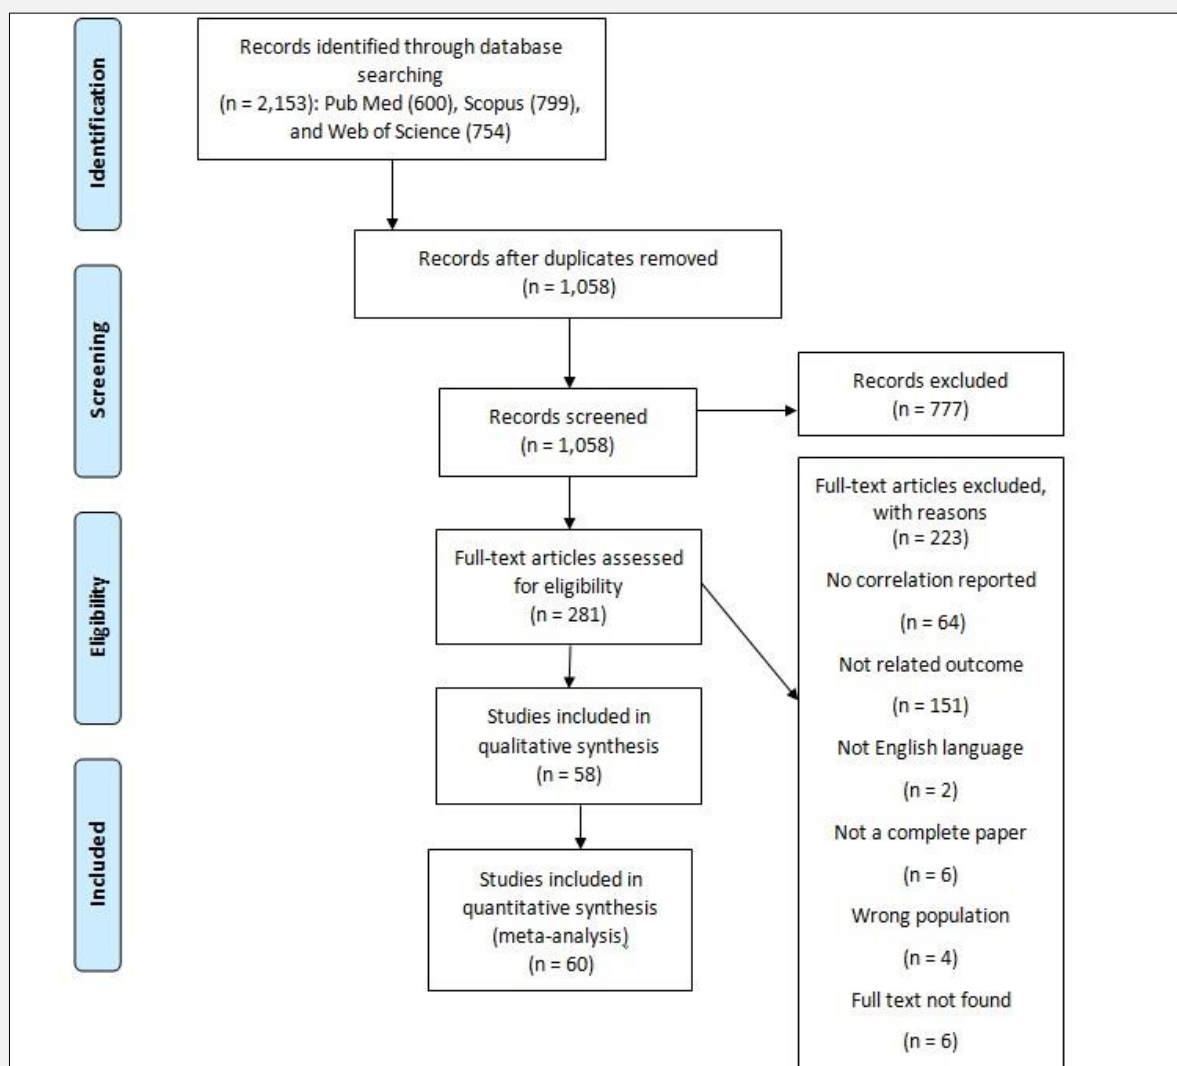 Identification
Records identified through database
searching
(n = 2,153): Pub Med (600), Scopus (799),
and Web of Science (754)
Records after duplicates removed
(n = 1,058)
Screening
Records screened
(n = 1,058)
Records excluded
(n = 777)
Eligibility
Full-text articles assessed
for eligibility
(n = 281)
Full-text articles excluded,
with reasons
(n = 223)
No correlation reported
(n = 64)
Not related outcome
(n = 151)
Not English language
(n = 2)
Not a complete paper
(n = 6)
Wrong population
(n = 4)
Full text not found
(n = 6)
Studies included in
qualitative synthesis
(n = 58)
Included
Studies included in
quantitative synthesis
(meta-analysis)
(n = 60)